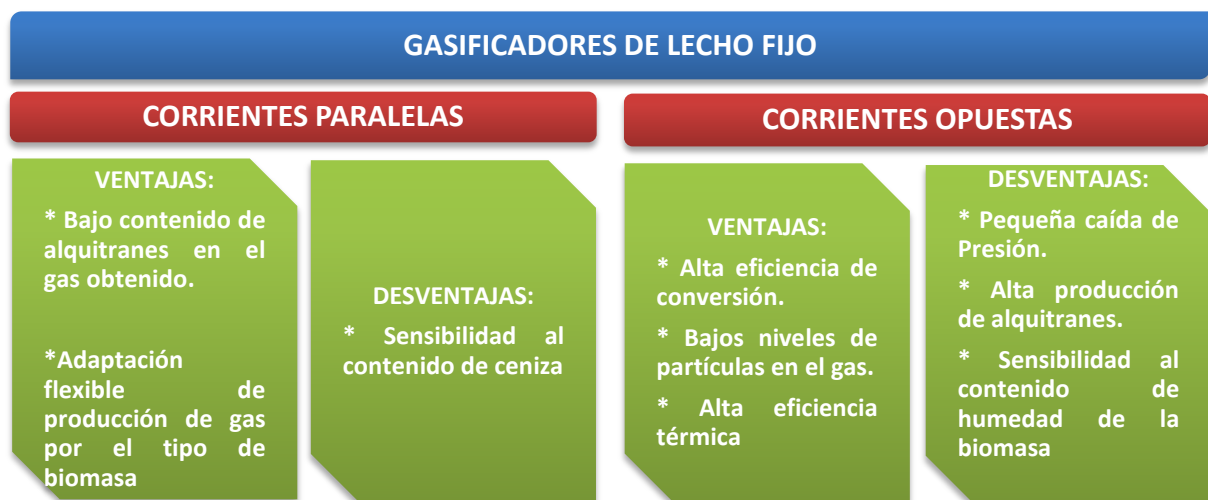 GASIFICADORES DE LECHO FIJO
CORRIENTES PARALELAS
VENTAJAS:
* Bajo contenido de
alquitranes en el
gas obtenido.
*Adaptación
flexible de
producción de gas
por el tipo de
biomasa
DESVENTAJAS:
* Sensibilidad al
contenido de ceniza
CORRIENTES OPUESTAS
VENTAJAS:
* Alta eficiencia de
conversión.
* Bajos niveles de
partículas en el gas.
* Alta eficiencia
térmica
DESVENTAJAS:
* Pequeña caída de
Presión.
* Alta producción
de alquitranes.
* Sensibilidad al
contenido de
humedad de la
biomasa